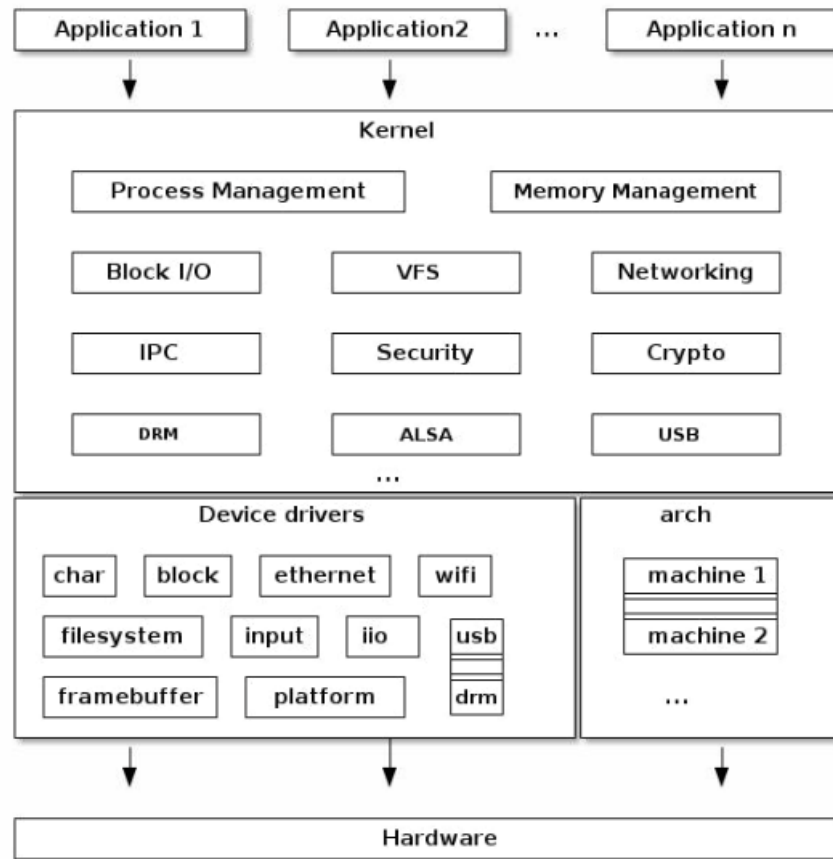 Application 1 Application2 ... Application n
Kernel
Process Management Memory Management
Block I/O VFS Networking
IPC Security Crypto
DRM ALSA USB
...
Device drivers
char block ethernet wifi
filesystem input iio usb
framebuffer platform drm
arch
machine 1
machine 2
...
Hardware